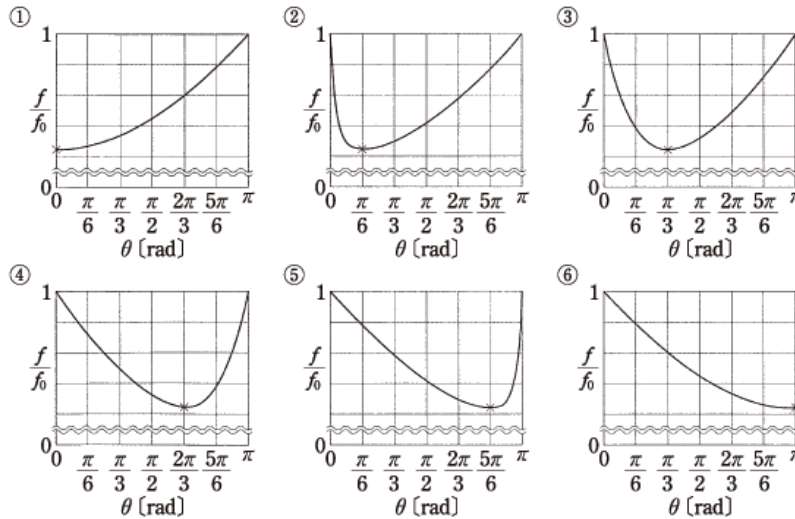 ① ② ③
1 1 1
f/f₀ f/f₀ f/f₀
0 0 0
0 π/6 π/3 π/2 2π/3 5π/6 π 0 π/6 π/3 π/2 2π/3 5π/6 π 0 π/6 π/3 π/2 2π/3 5π/6 π
θ〔rad〕 θ〔rad〕 θ〔rad〕
④ ⑤ ⑥
1 1 1
f/f₀ f/f₀ f/f₀
0 0 0
0 π/6 π/3 π/2 2π/3 5π/6 π 0 π/6 π/3 π/2 2π/3 5π/6 π 0 π/6 π/3 π/2 2π/3 5π/6 π
θ〔rad〕 θ〔rad〕 θ〔rad〕